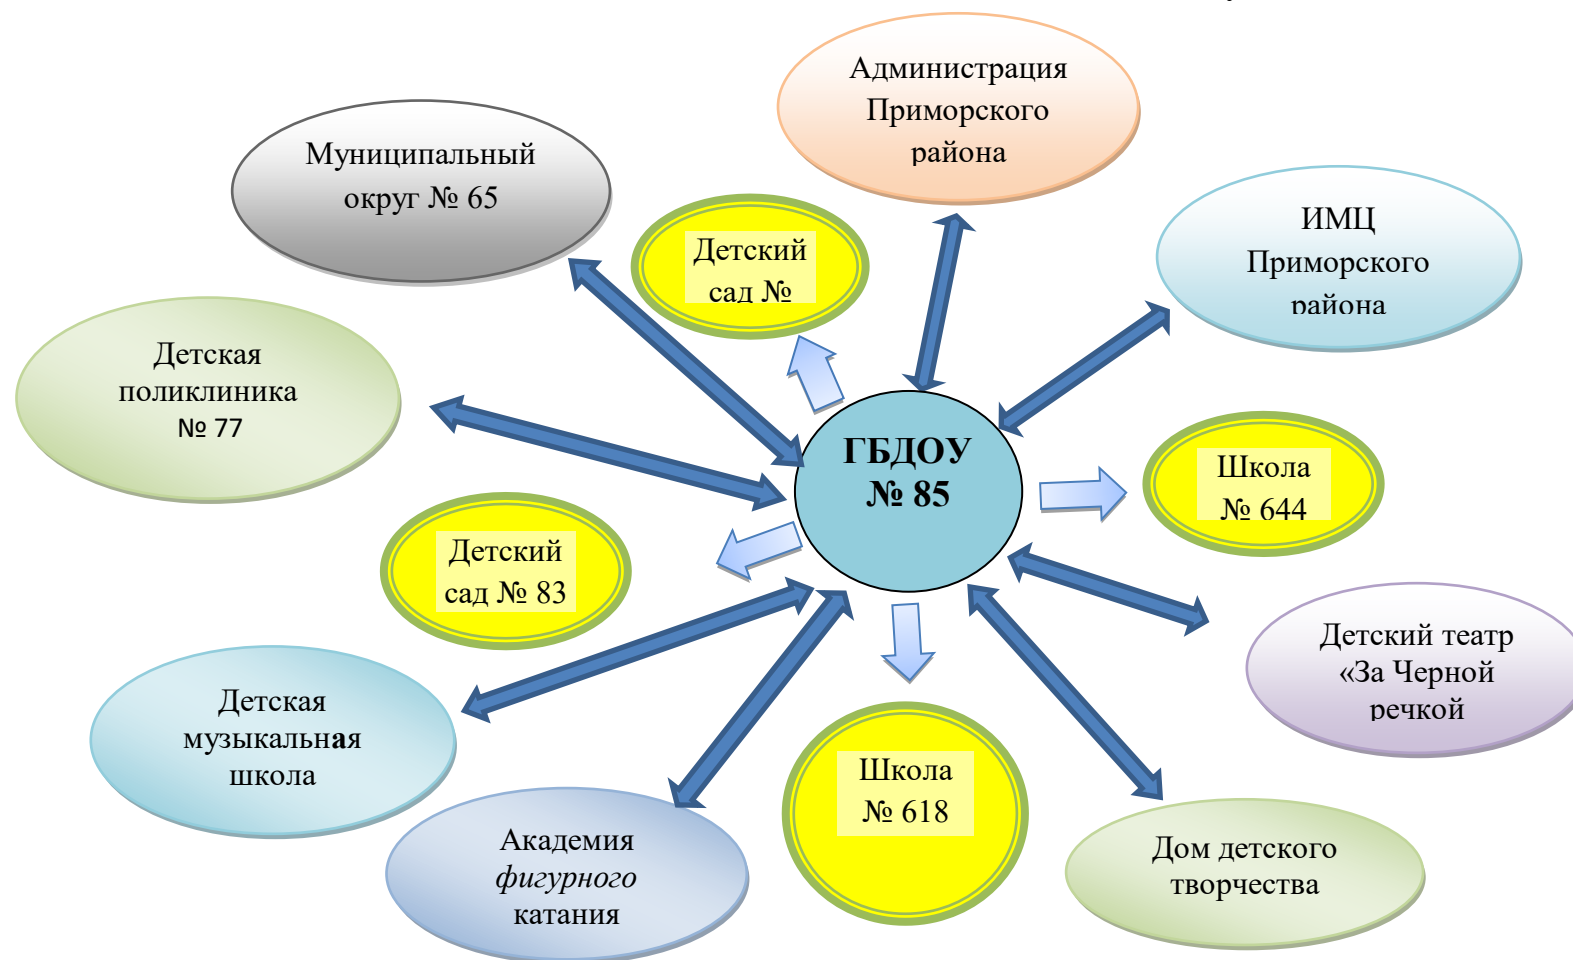 Администрация
Приморского
района
Муниципальный
округ № 65
ИМЦ
Приморского
района
Детский
сад №
Детская
поликлиника
№ 77
ГБДОУ
№ 85
Школа
№ 644
Детский
сад № 83
Детский театр
«За Черной
речкой
Детская
музыкальная
школа
Школа
№ 618
Академия
фигурного
катания
Дом детского
творчества